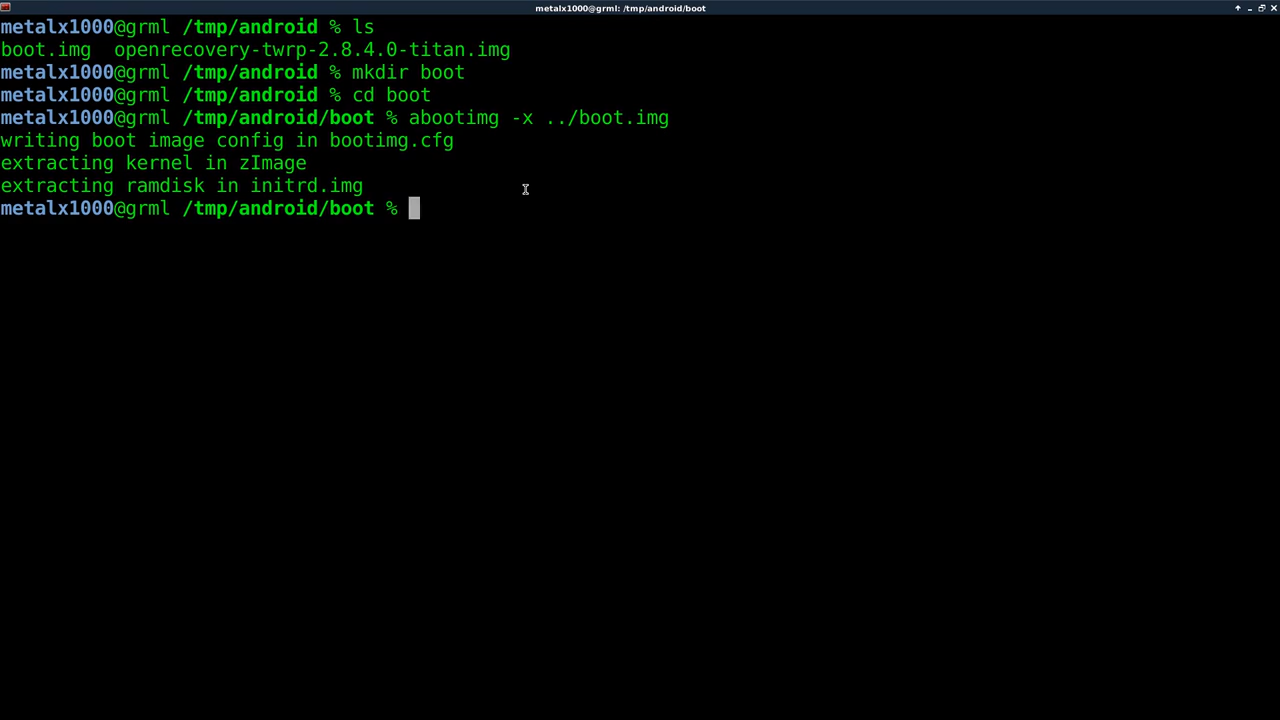 metalx1000@grml: /tmp/android/boot
metalx1000@grml /tmp/android % ls
boot.img  openrecovery-twrp-2.8.4.0-titan.img
metalx1000@grml /tmp/android % mkdir boot
metalx1000@grml /tmp/android % cd boot
metalx1000@grml /tmp/android/boot % abootimg -x ../boot.img
writing boot image config in bootimg.cfg
extracting kernel in zImage
extracting ramdisk in initrd.img
metalx1000@grml /tmp/android/boot %